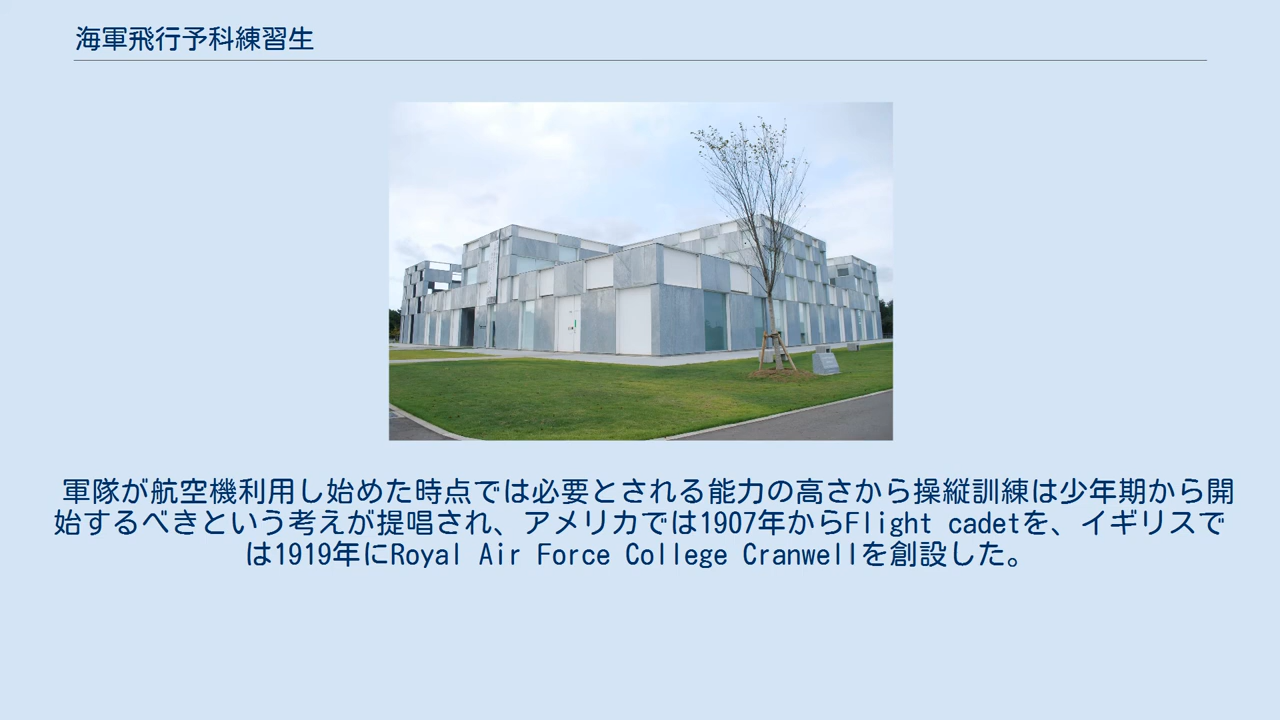 海軍飛行予科練習生
軍隊が航空機利用し始めた時点では必要とされる能力の高さから操縦訓練は少年期から開
始するべきという考えが提唱され、アメリカでは1907年からFlight cadetを、イギリスで
は1919年にRoyal Air Force College Cranwellを創設した。